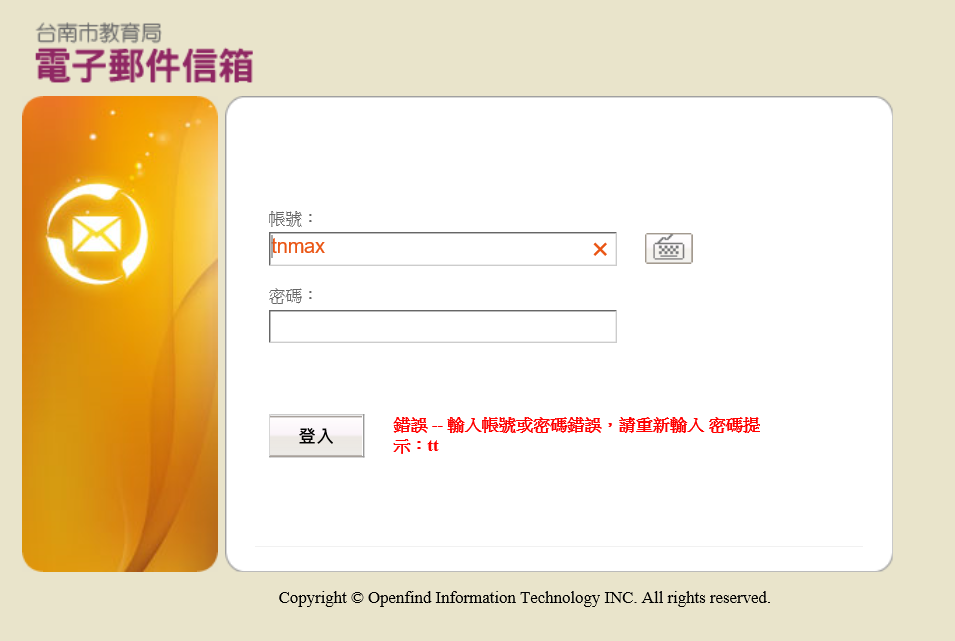 台南市教育局
電子郵件信箱
帳號：
tnmax
密碼：
登入
錯誤 -- 輸入帳號或密碼錯誤，請重新輸入 密碼提
示：tt
Copyright © Openfind Information Technology INC. All rights reserved.